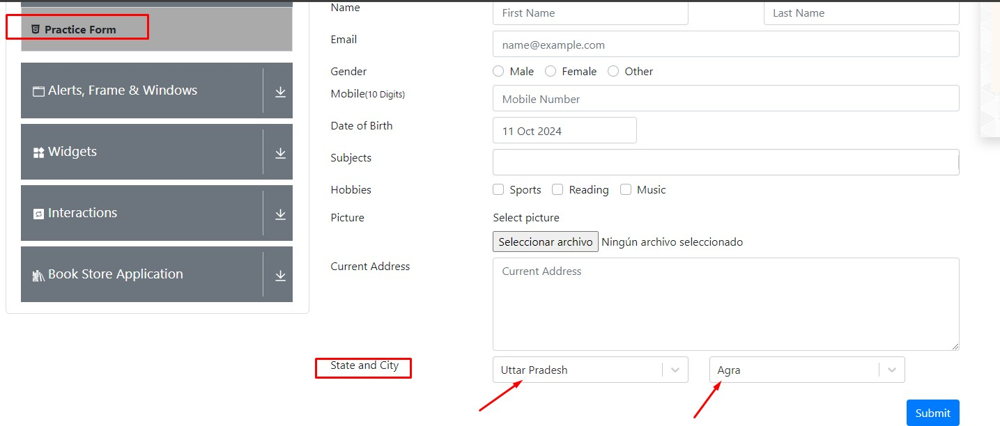 Practice Form
Alerts, Frame & Windows
Widgets
Interactions
Book Store Application
Name
First Name
Last Name
Email
name@example.com
Gender
Male
Female
Other
Mobile(10 Digits)
Mobile Number
Date of Birth
11 Oct 2024
Subjects
Hobbies
Sports
Reading
Music
Picture
Select picture
Seleccionar archivo
Ningún archivo seleccionado
Current Address
Current Address
State and City
Uttar Pradesh
Agra
Submit